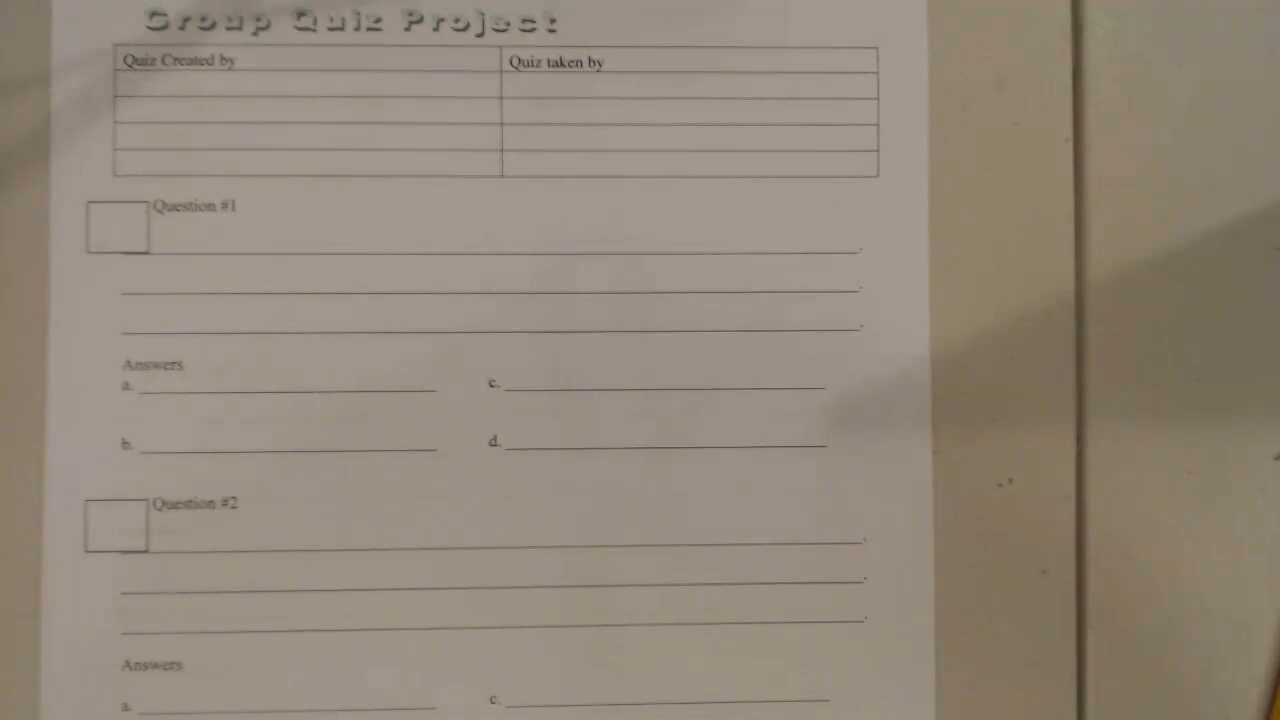 Group Quiz Project
Quiz Created by Quiz taken by
Question #1
Answers
a. c.
b. d.
Question #2
Answers
a. c.